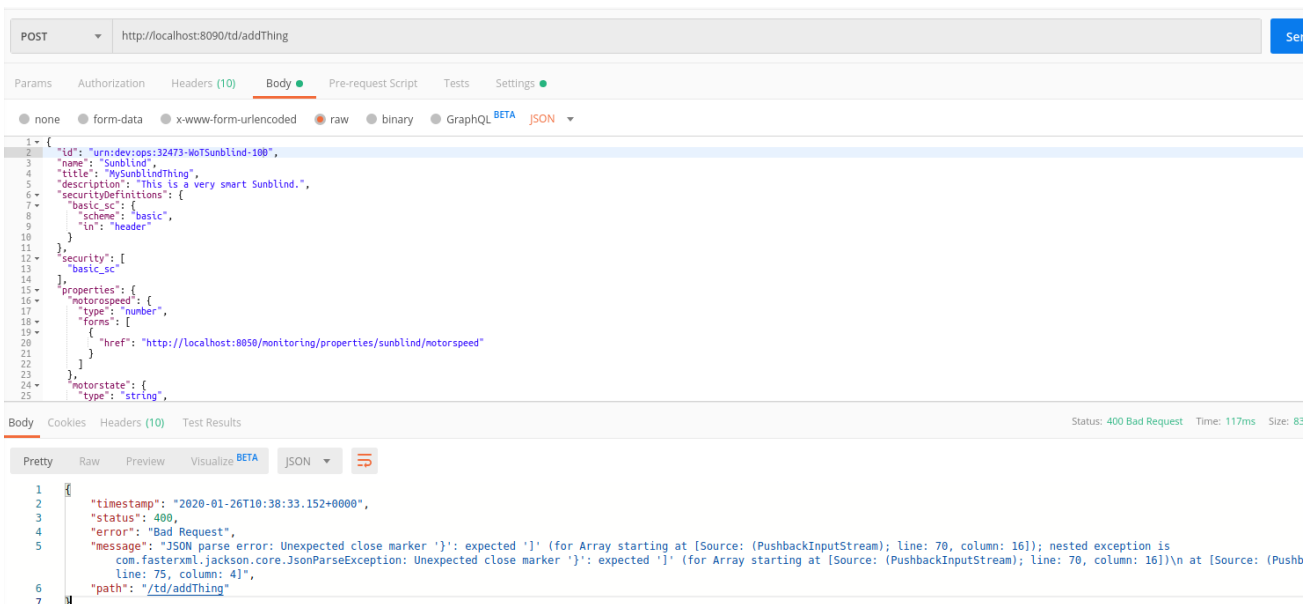 POST http://localhost:8090/td/addThing
Params Authorization Headers (10) Body Pre-request Script Tests Settings
none form-data x-www-form-urlencoded raw binary GraphQL BETA JSON
1 {
2 "id": "urn:dev:ops:32473-WoTSunblind-100",
3 "name": "Sunblind",
4 "title": "MySunblindThing",
5 "description": "This is a very smart Sunblind.",
6 "securityDefinitions": {
7 "basic_sc": {
8 "scheme": "basic",
9 "in": "header"
10 }
11 },
12 "security": [
13 "basic_sc"
14 ],
15 "properties": {
16 "motorospeed": {
17 "type": "number",
18 "forms": [
19 {
20 "href": "http://localhost:8050/monitoring/properties/sunblind/motorspeed"
21 }
22 ]
23 },
24 "motorstate": {
25 "type": "string",
Body Cookies Headers (10) Test Results Status: 400 Bad Request Time: 117ms Size: 83
Pretty Raw Preview Visualize BETA JSON
1 {
2 "timestamp": "2020-01-26T10:38:33.152+0000",
3 "status": 400,
4 "error": "Bad Request",
5 "message": "JSON parse error: Unexpected close marker '}': expected ']' (for Array starting at [Source: (PushbackInputStream); line: 70, column: 16]); nested exception is
com.fasterxml.jackson.core.JsonParseException: Unexpected close marker '}': expected ']' (for Array starting at [Source: (PushbackInputStream); line: 70, column: 16])\n at [Source: (Pushb
line: 75, column: 4]",
6 "path": "/td/addThing"
7 }